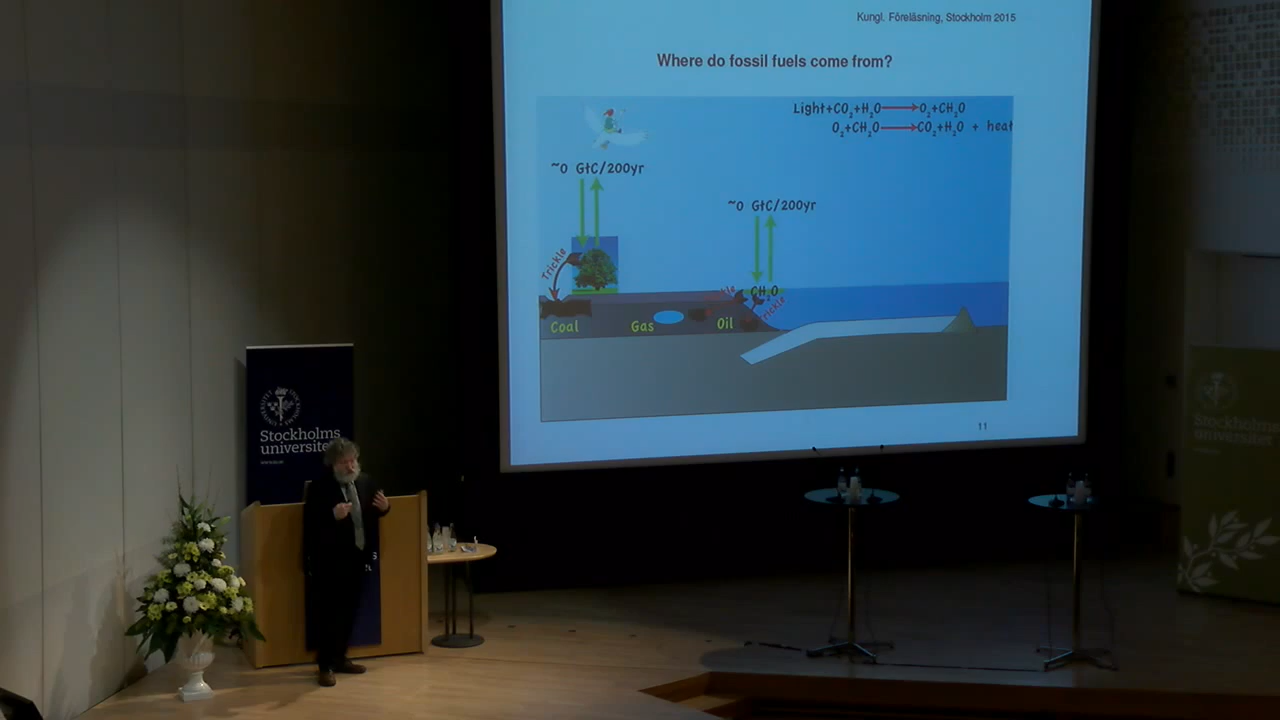 Kungl. Föreläsning, Stockholm 2015
Where do fossil fuels come from?
Light+CO2+H2O → O2+CH2O
O2+CH2O → CO2+H2O + heat
~0 GtC/200yr
~0 GtC/200yr
Trickle
CH2O
Trickle
Coal
Gas
Oil
11
Stockholms
universitet
Stockholms
universitet